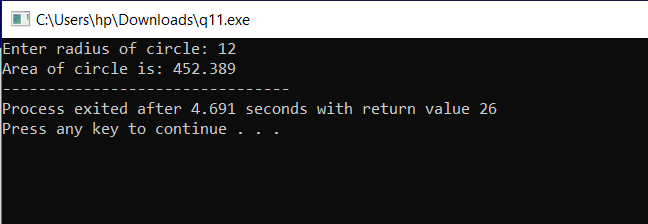 C:\Users\hp\Downloads\q11.exe
Enter radius of circle: 12
Area of circle is: 452.389
--------------------------------
Process exited after 4.691 seconds with return value 26
Press any key to continue . . .